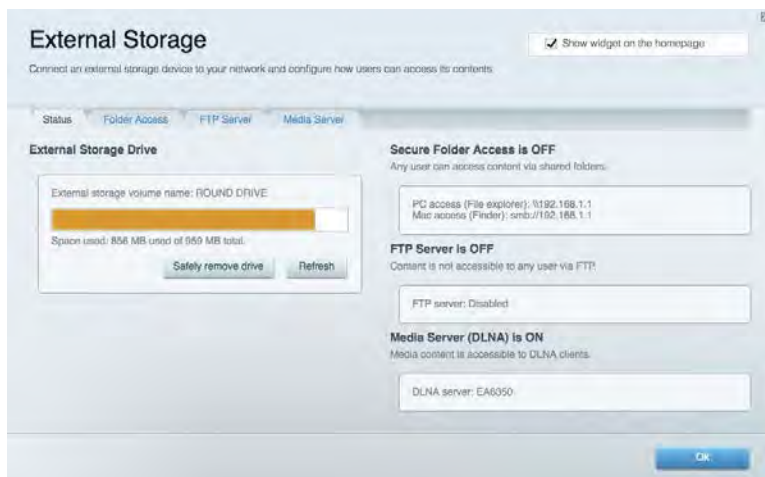 External Storage
Show widget on the homepage
Connect an external storage device to your network and configure how users can access its contents.
Status
Folder Access
FTP Server
Media Server
External Storage Drive
External storage volume name: ROUND DRIVE
Space used: 856 MB used of 959 MB total.
Safely remove drive
Refresh
Secure Folder Access is OFF
Any user can access content via shared folders.
PC access (File explorer): \\192.168.1.1
Mac access (Finder): smb://192.168.1.1
FTP Server is OFF
Content is not accessible to any user via FTP
FTP server: Disabled
Media Server (DLNA) is ON
Media content is accessible to DLNA clients.
DLNA server: EA6350
Ok